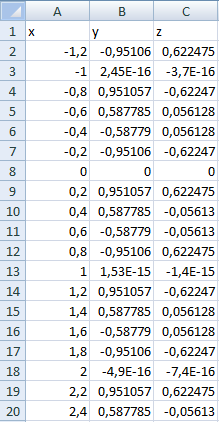 A B C
1 x y z
2 -1,2 -0,95106 0,622475
3 -1 2,45E-16 -3,7E-16
4 -0,8 0,951057 -0,62247
5 -0,6 0,587785 0,056128
6 -0,4 -0,58779 0,056128
7 -0,2 -0,95106 -0,62247
8 0 0 0
9 0,2 0,951057 0,622475
10 0,4 0,587785 -0,05613
11 0,6 -0,58779 -0,05613
12 0,8 -0,95106 0,622475
13 1 1,53E-15 -1,4E-15
14 1,2 0,951057 -0,62247
15 1,4 0,587785 0,056128
16 1,6 -0,58779 0,056128
17 1,8 -0,95106 -0,62247
18 2 -4,9E-16 -7,4E-16
19 2,2 0,951057 0,622475
20 2,4 0,587785 -0,05613